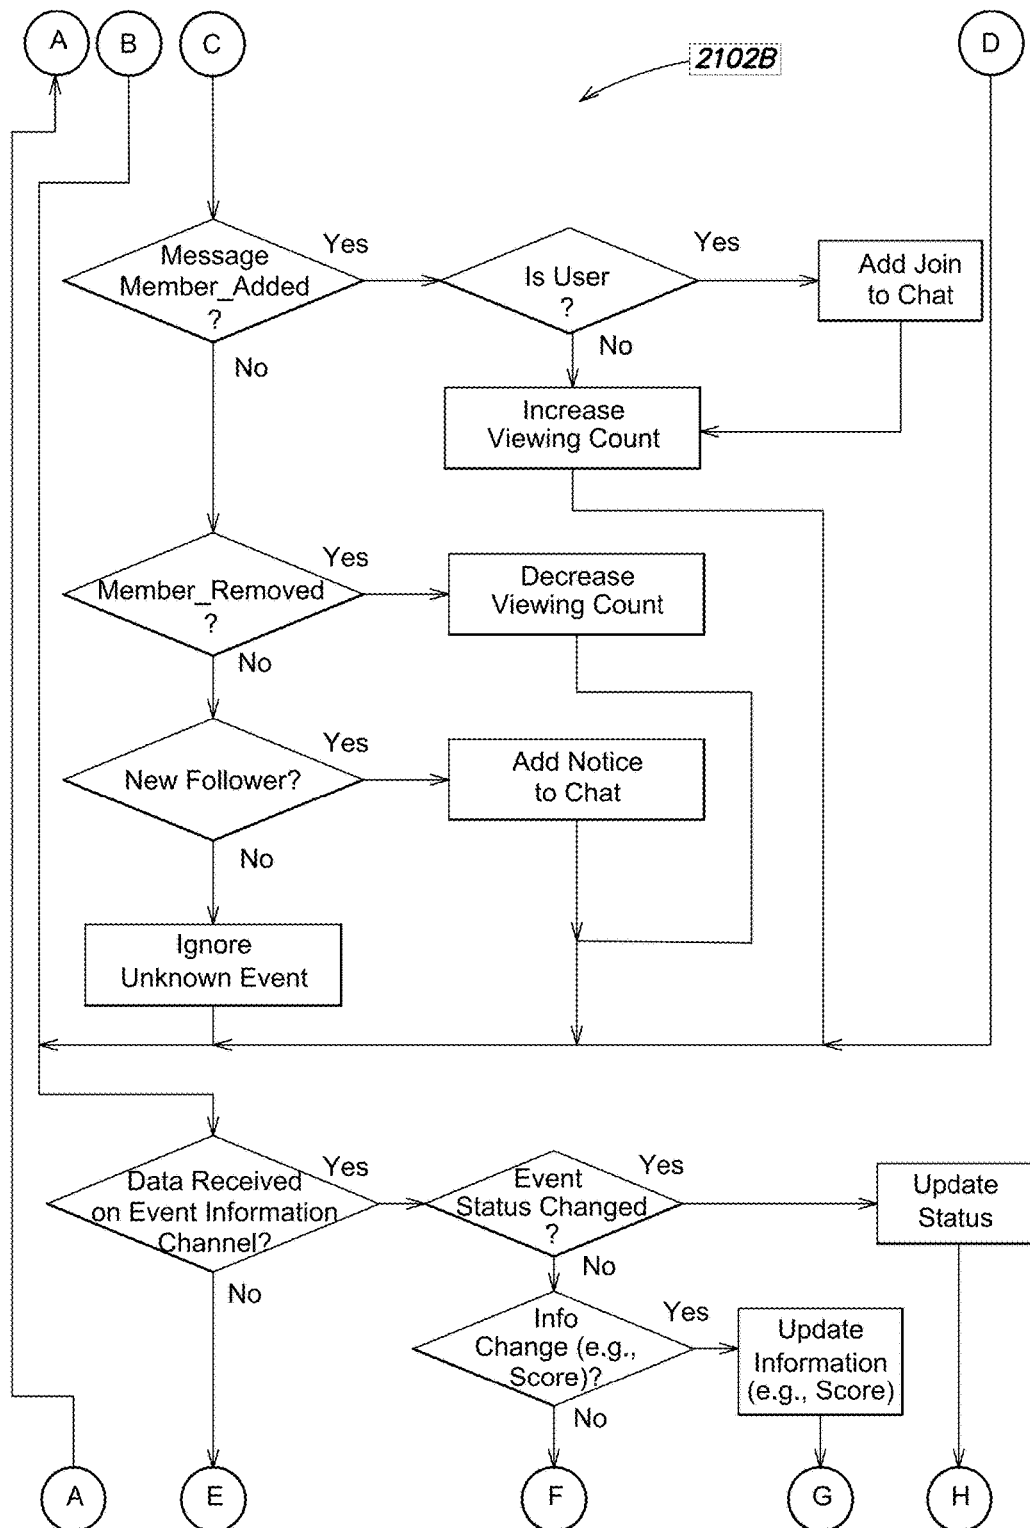 A
B
C
D
2102B
Message
Member_Added
?
Yes
Is User
?
Yes
Add Join
to Chat
No
No
Increase
Viewing Count
Member_Removed
?
Yes
Decrease
Viewing Count
No
New Follower?
Yes
Add Notice
to Chat
No
Ignore
Unknown Event
Data Received
on Event Information
Channel?
Yes
Event
Status Changed
?
Yes
Update
Status
No
No
Info
Change (e.g.,
Score)?
Yes
Update
Information
(e.g., Score)
No
A
E
F
G
H